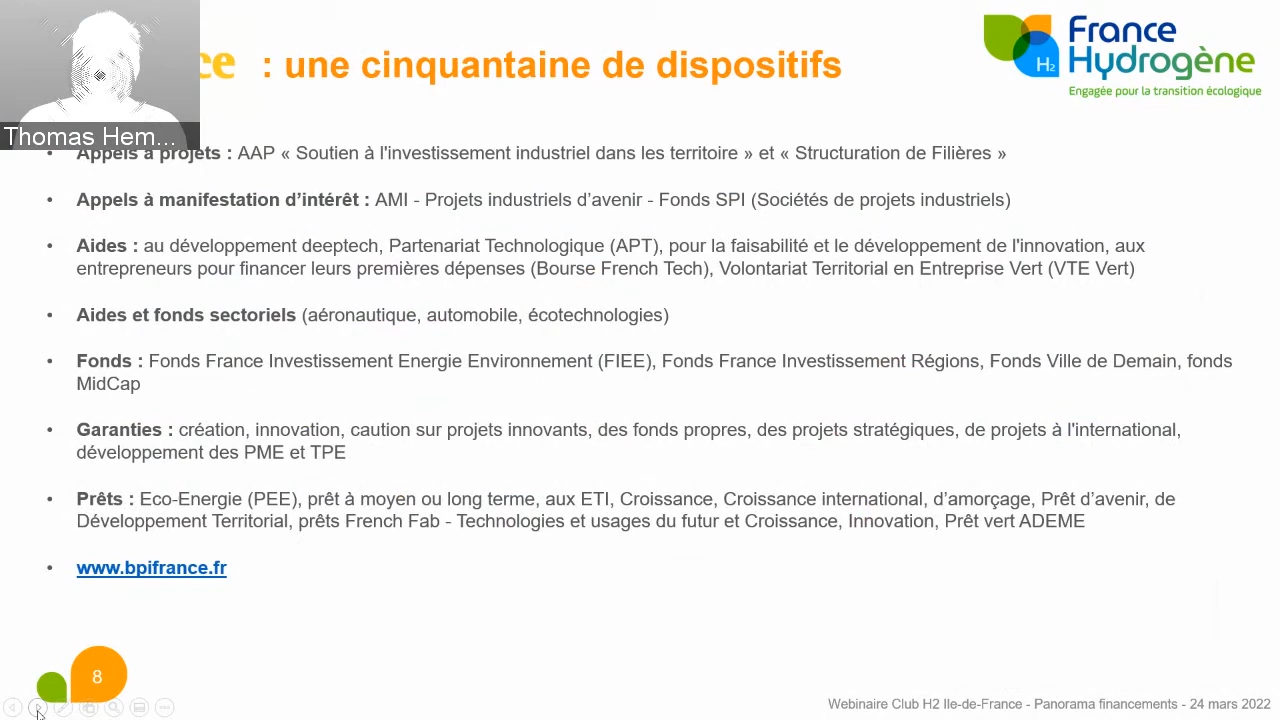 ce : une cinquantaine de dispositifs
France
Hydrogène
H2
Engagée pour la transition écologique
Thomas Hem...
• Appels à projets : AAP « Soutien à l'investissement industriel dans les territoire » et « Structuration de Filières »
• Appels à manifestation d’intérêt : AMI - Projets industriels d’avenir - Fonds SPI (Sociétés de projets industriels)
• Aides : au développement deeptech, Partenariat Technologique (APT), pour la faisabilité et le développement de l'innovation, aux
entrepreneurs pour financer leurs premières dépenses (Bourse French Tech), Volontariat Territorial en Entreprise Vert (VTE Vert)
• Aides et fonds sectoriels (aéronautique, automobile, écotechnologies)
• Fonds : Fonds France Investissement Energie Environnement (FIEE), Fonds France Investissement Régions, Fonds Ville de Demain, fonds
MidCap
• Garanties : création, innovation, caution sur projets innovants, des fonds propres, des projets stratégiques, de projets à l'international,
développement des PME et TPE
• Prêts : Eco-Energie (PEE), prêt à moyen ou long terme, aux ETI, Croissance, Croissance international, d’amorçage, Prêt d’avenir, de
Développement Territorial, prêts French Fab - Technologies et usages du futur et Croissance, Innovation, Prêt vert ADEME
• www.bpifrance.fr
8
Webinaire Club H2 Ile-de-France - Panorama financements - 24 mars 2022